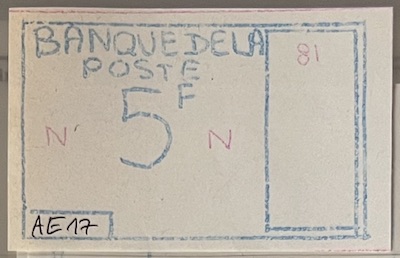 BANQUE DE LA
81
POSTE
5F
N N
AE17